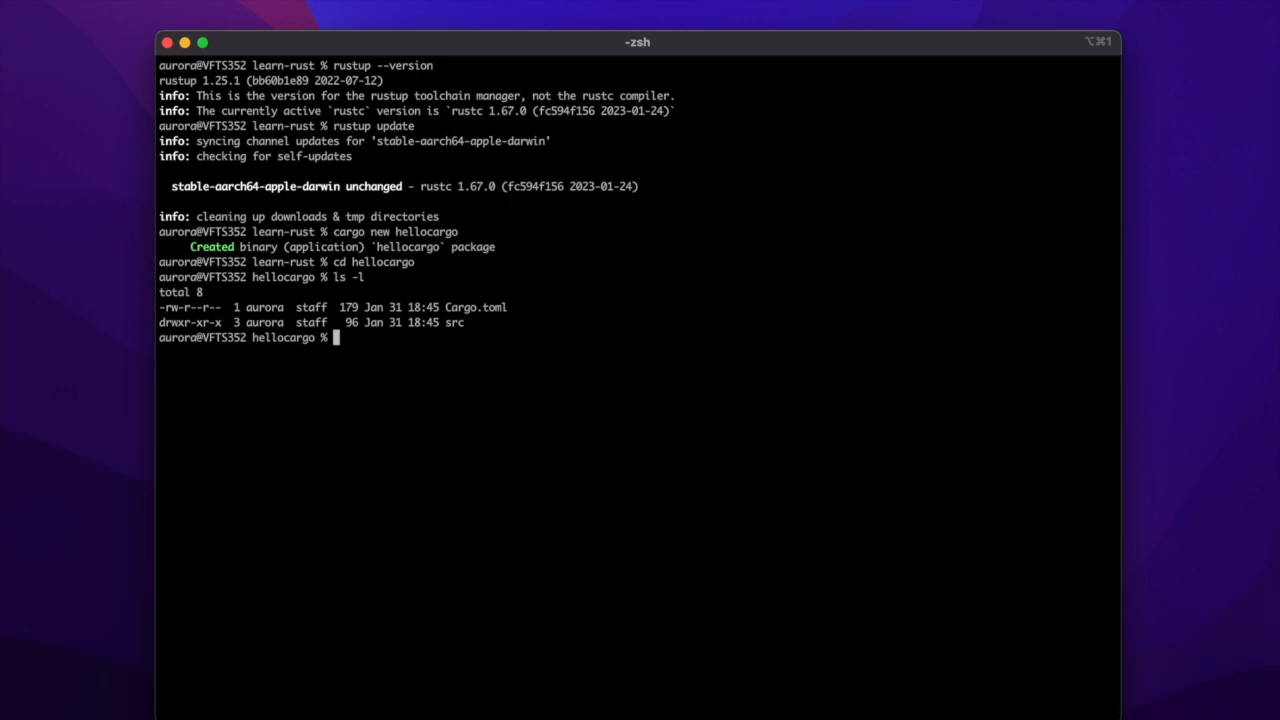 -zsh
⌥⌘1
aurora@VFTS352 learn-rust % rustup --version
rustup 1.25.1 (bb60b1e89 2022-07-12)
info: This is the version for the rustup toolchain manager, not the rustc compiler.
info: The currently active `rustc` version is `rustc 1.67.0 (fc594f156 2023-01-24)`
aurora@VFTS352 learn-rust % rustup update
info: syncing channel updates for 'stable-aarch64-apple-darwin'
info: checking for self-updates
stable-aarch64-apple-darwin unchanged - rustc 1.67.0 (fc594f156 2023-01-24)
info: cleaning up downloads & tmp directories
aurora@VFTS352 learn-rust % cargo new hellocargo
Created binary (application) `hellocargo` package
aurora@VFTS352 learn-rust % cd hellocargo
aurora@VFTS352 hellocargo % ls -l
total 8
-rw-r--r--  1 aurora  staff  179 Jan 31 18:45 Cargo.toml
drwxr-xr-x  3 aurora  staff   96 Jan 31 18:45 src
aurora@VFTS352 hellocargo %